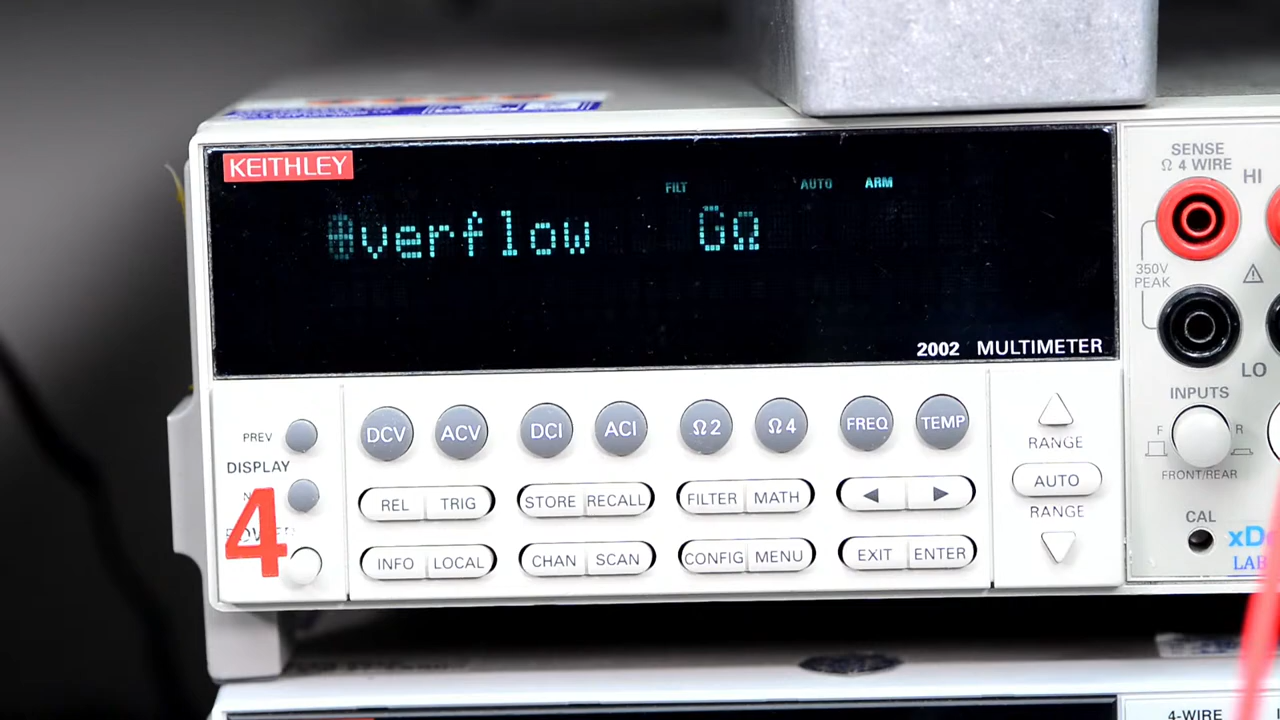 KEITHLEY
FILT AUTO ARM
Overflow GΩ
2002 MULTIMETER
SENSE
Ω 4 WIRE
HI
350V
PEAK
LO
INPUTS
F R
FRONT/REAR
CAL
PREV
DISPLAY
POWER
4
DCV ACV DCI ACI Ω2 Ω4 FREQ TEMP
REL TRIG STORE RECALL FILTER MATH
INFO LOCAL CHAN SCAN CONFIG MENU EXIT ENTER
RANGE
AUTO
RANGE
LAB
4-WIRE